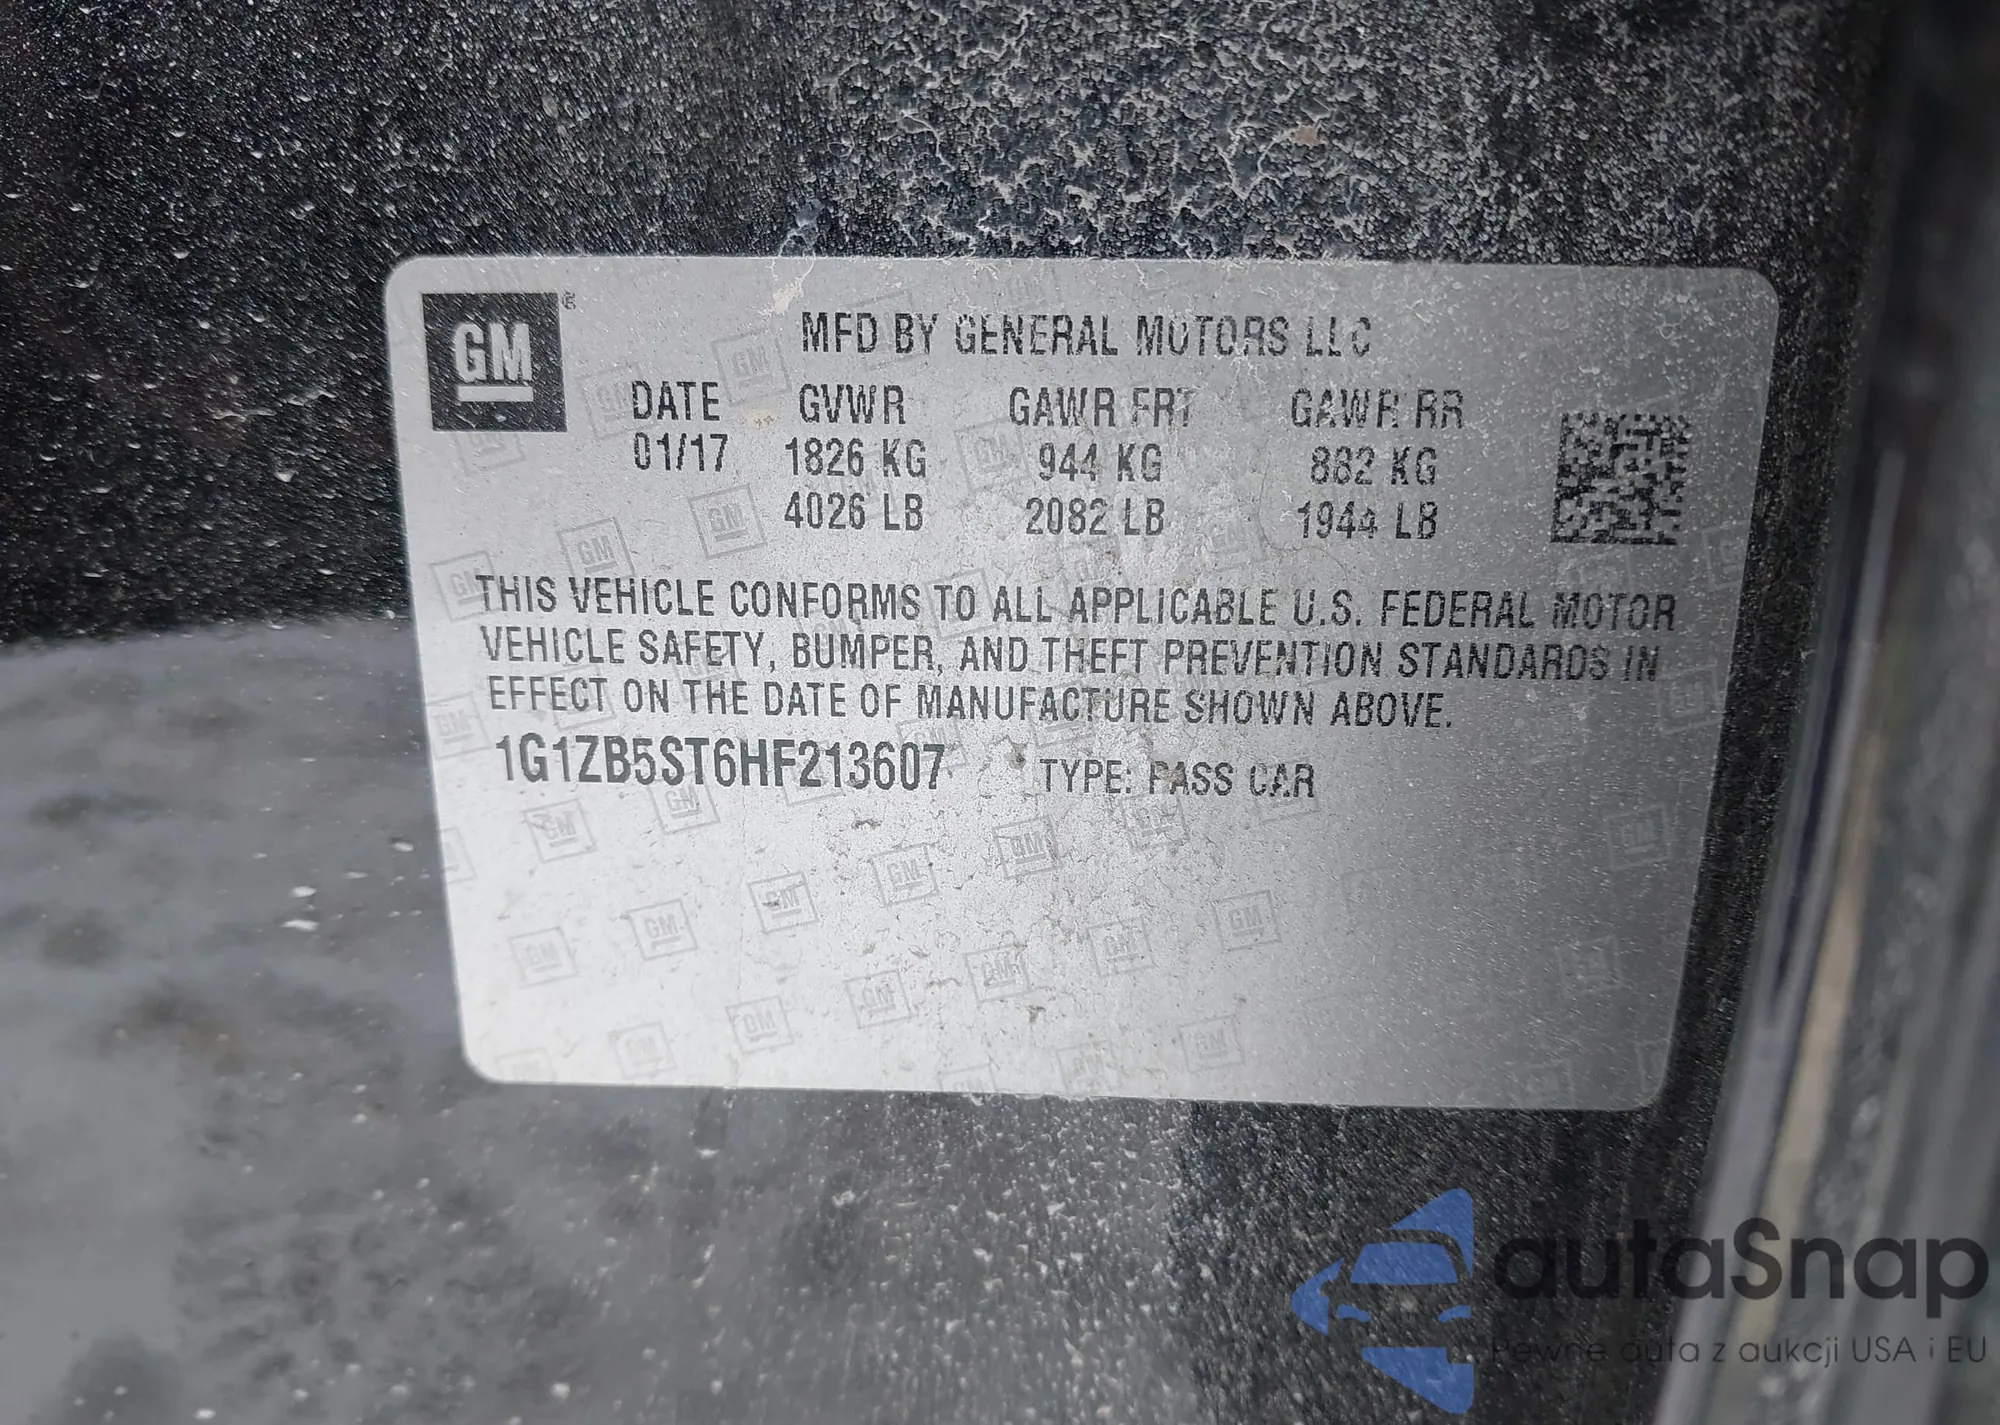 GM
MFD BY GENERAL MOTORS LLC
DATE GVWR GAWR FRT GAWR RR
01/17 1826 KG 944 KG 882 KG
4026 LB 2082 LB 1944 LB
THIS VEHICLE CONFORMS TO ALL APPLICABLE U.S. FEDERAL MOTOR
VEHICLE SAFETY, BUMPER, AND THEFT PREVENTION STANDARDS IN
EFFECT ON THE DATE OF MANUFACTURE SHOWN ABOVE.
1G1ZB5ST6HF213607 TYPE: PASS CAR
autaSnap
Pewne auta z aukcji USA i EU